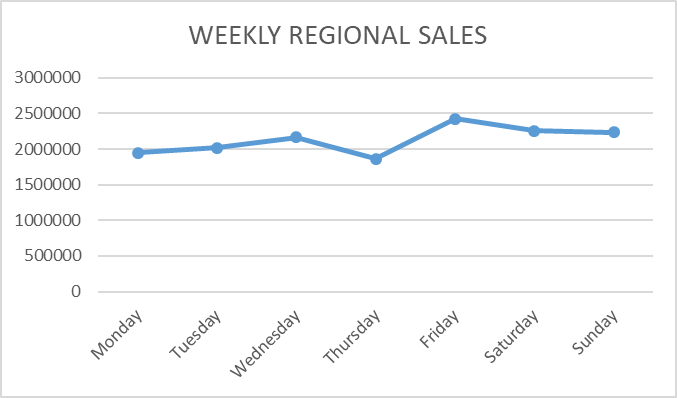 WEEKLY REGIONAL SALES
3000000
2500000
2000000
1500000
1000000
500000
0
Monday
Tuesday
Wednesday
Thursday
Friday
Saturday
Sunday